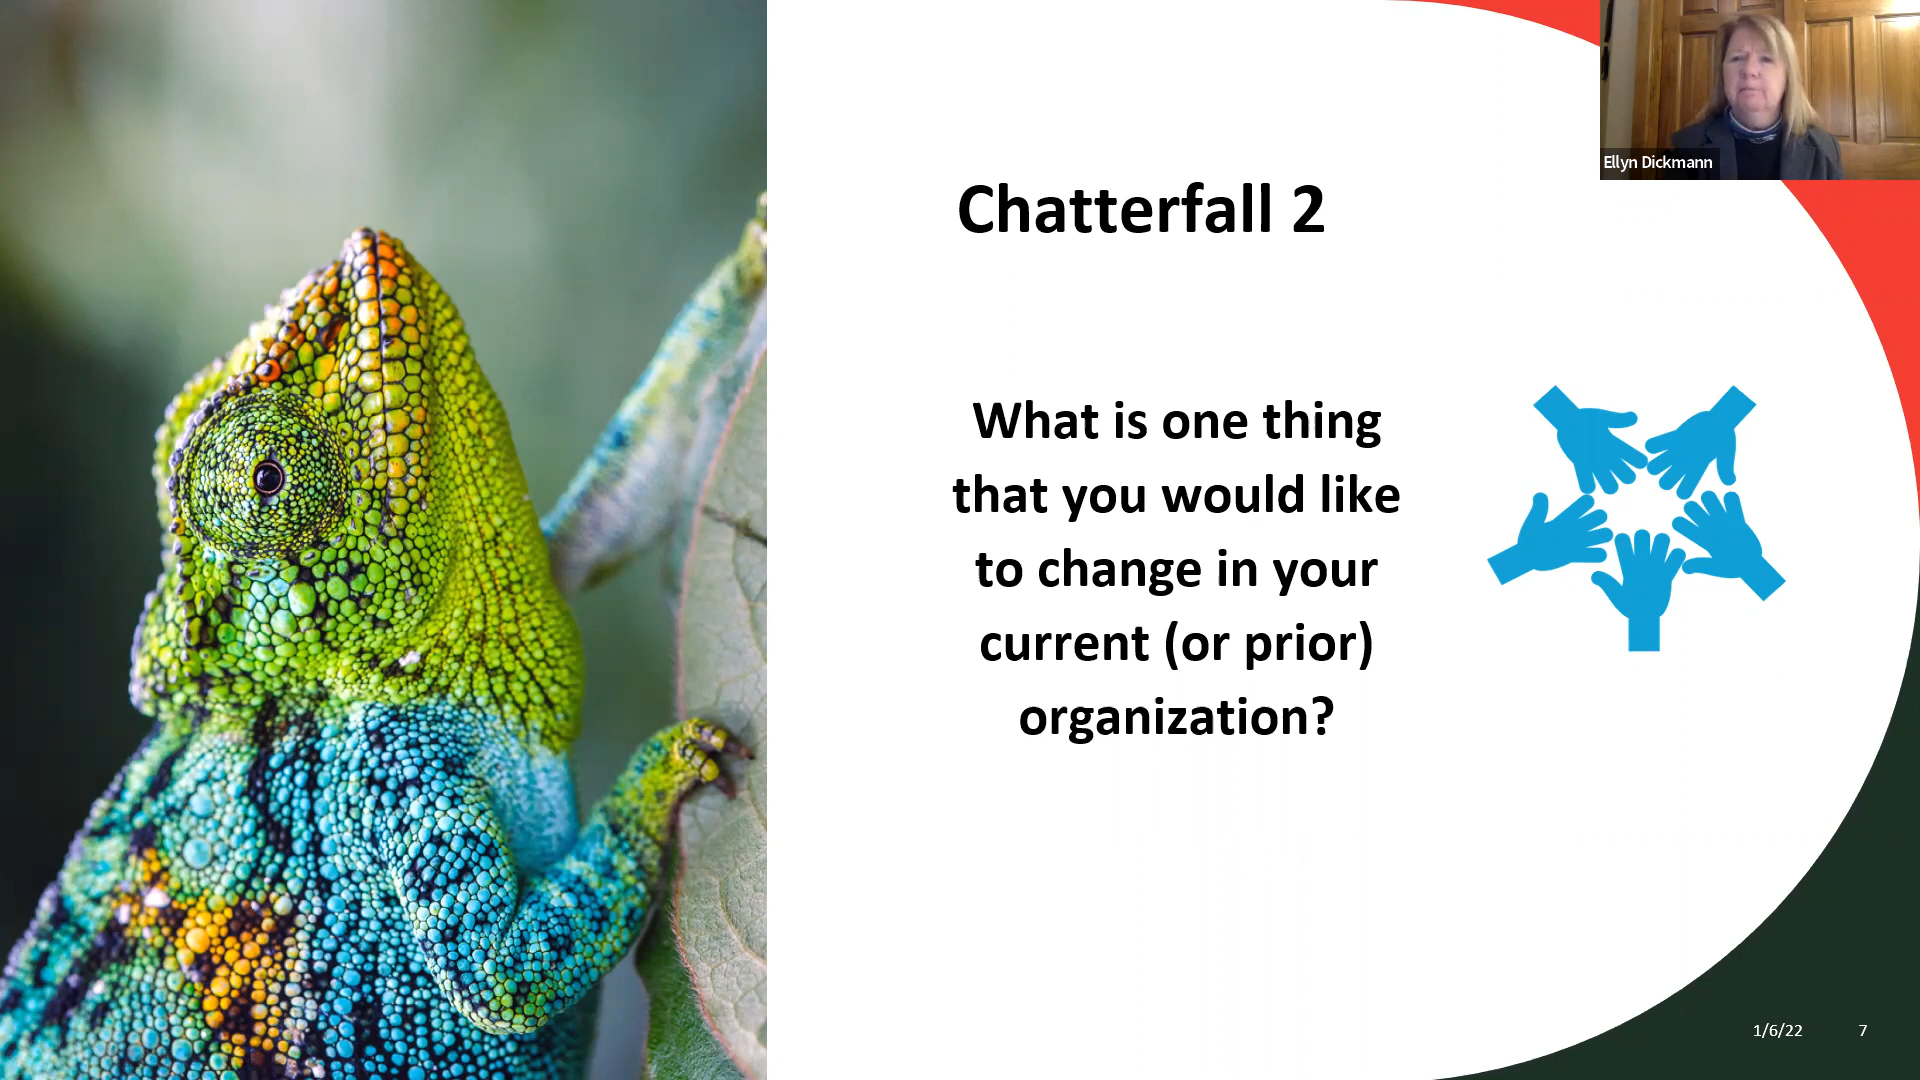 Ellyn Dickmann
Chatterfall 2
What is one thing
that you would like
to change in your
current (or prior)
organization?
1/6/22
7